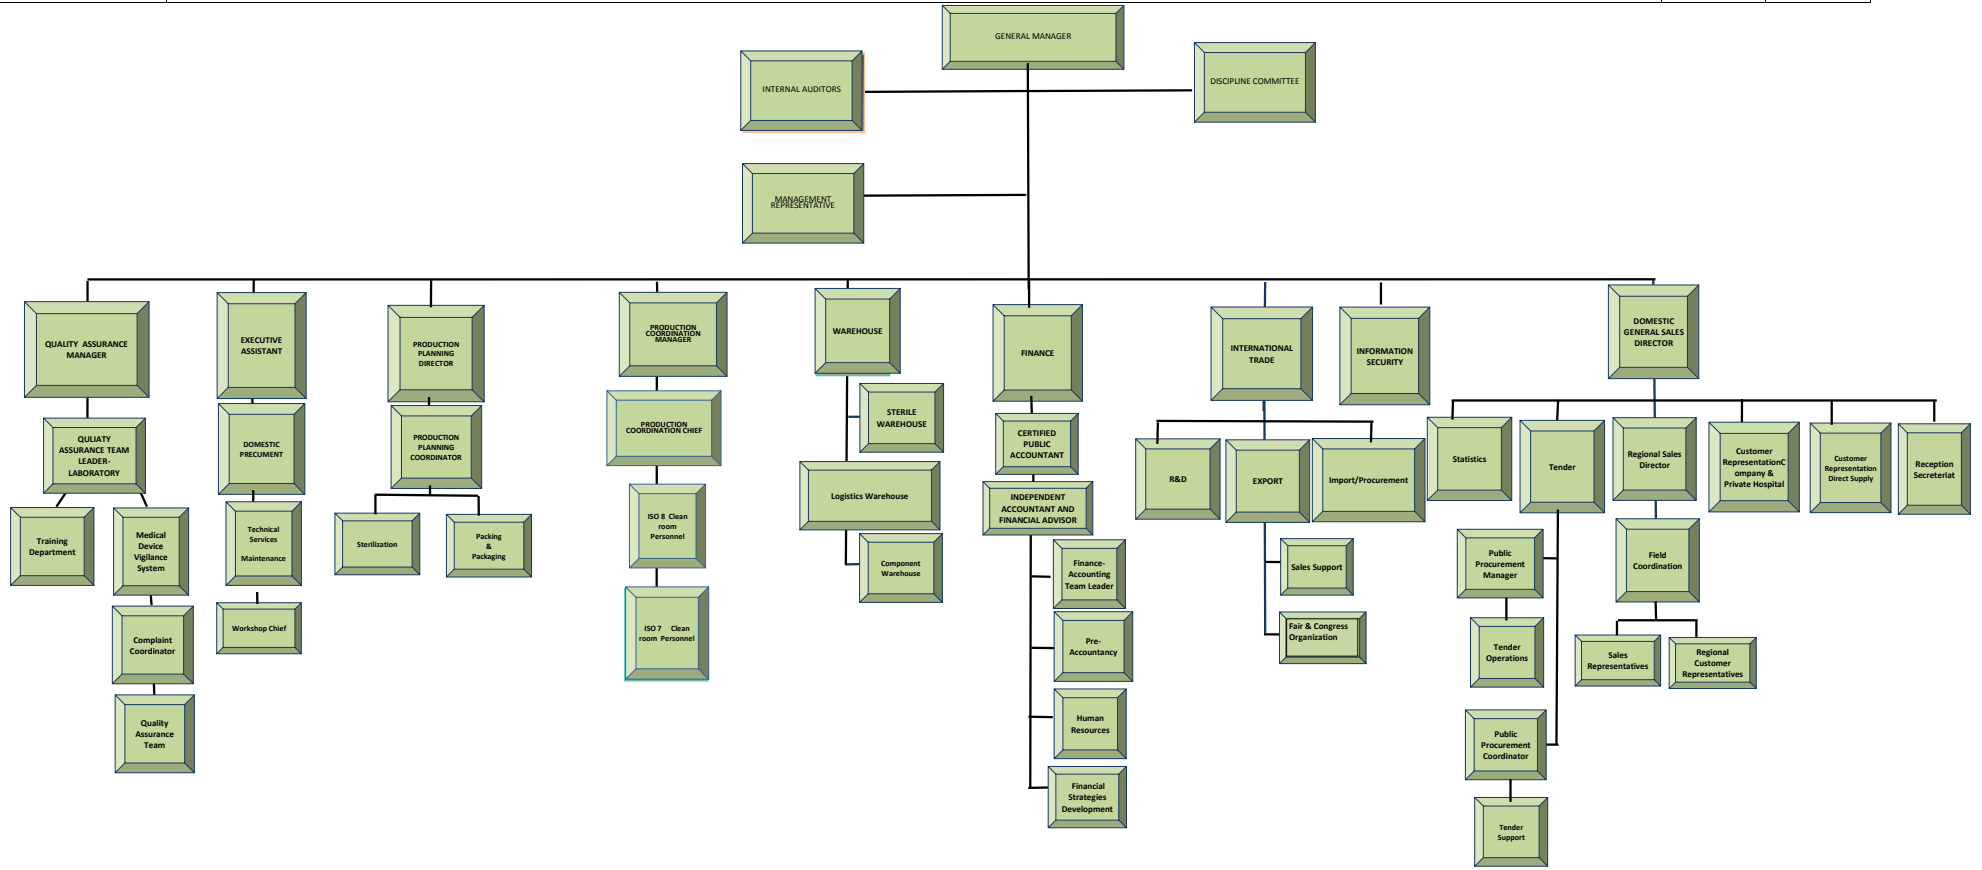 GENERAL MANAGER
INTERNAL AUDITORS
DISCIPLINE COMMITTEE
MANAGEMENT
REPRESENTATIVE
QUALITY ASSURANCE
MANAGER
EXECUTIVE
ASSISTANT
PRODUCTION
PLANNING
DIRECTOR
PRODUCTION
COORDINATION
MANAGER
WAREHOUSE
FINANCE
INTERNATIONAL
TRADE
INFORMATION
SECURITY
DOMESTIC
GENERAL SALES
DIRECTOR
QULIATY
ASSURANCE TEAM
LEADER-
LABORATORY
Training
Department
Medical
Device
Vigilance
System
Complaint
Coordinator
Quality
Assurance
Team
DOMESTIC
PRECUMENT
Technical
Services
Maintenance
Workshop Chief
PRODUCTION
PLANNING
COORDINATOR
Sterilization
Packing
&
Packaging
PRODUCTION
COORDINATION CHIEF
ISO 8 Clean
room
Personnel
ISO 7 Clean
room Personnel
STERILE
WAREHOUSE
Logistics Warehouse
Component
Warehouse
CERTIFIED
PUBLIC
ACCOUNTANT
INDEPENDENT
ACCOUNTANT AND
FINANCIAL ADVISOR
Finance-
Accounting
Team Leader
Pre-
Accountancy
Human
Resources
Financial
Strategies
Development
R&D
EXPORT
Import/Procurement
Sales Support
Fair & Congress
Organization
Statistics
Tender
Regional Sales
Director
Customer
RepresentationC
ompany &
Private Hospital
Customer
Representation
Direct Supply
Reception
Secreteriat
Public
Procurement
Manager
Tender
Operations
Public
Procurement
Coordinator
Tender
Support
Field
Coordination
Sales
Representatives
Regional
Customer
Representatives